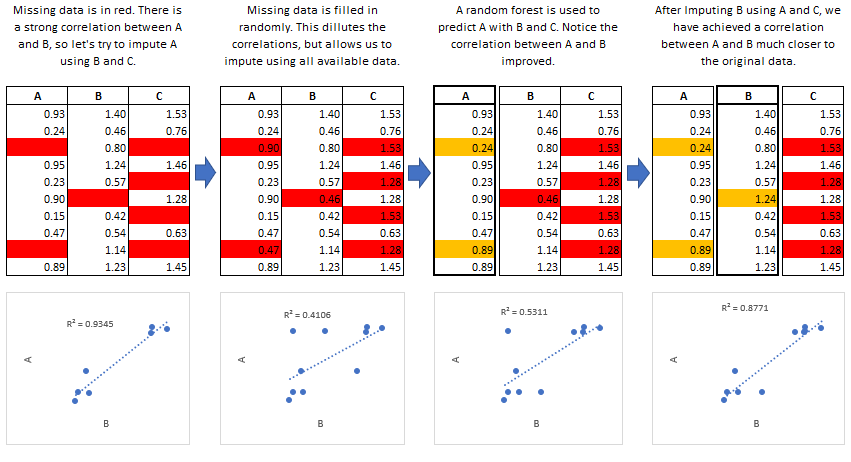 Missing data is in red. There is
a strong correlation between A
and B, so let's try to impute A
using B and C.
A B C
0.93 1.40 1.53
0.24 0.46 0.76
0.80
0.95 1.24 1.46
0.23 0.57
0.90 1.28
0.15 0.42
0.47 0.54 0.63
1.14
0.89 1.23 1.45
R² = 0.9345
A
B
Missing data is filled in
randomly. This dillutes the
correlations, but allows us to
impute using all available data.
A B C
0.93 1.40 1.53
0.24 0.46 0.76
0.90 0.80 1.53
0.95 1.24 1.46
0.23 0.57 1.28
0.90 0.46 1.28
0.15 0.42 1.53
0.47 0.54 0.63
0.47 1.14 1.28
0.89 1.23 1.45
R² = 0.4106
A
B
A random forest is used to
predict A with B and C. Notice the
correlation between A and B
improved.
A B C
0.93 1.40 1.53
0.24 0.46 0.76
0.24 0.80 1.53
0.95 1.24 1.46
0.23 0.57 1.28
0.90 0.46 1.28
0.15 0.42 1.53
0.47 0.54 0.63
0.89 1.14 1.28
0.89 1.23 1.45
R² = 0.5311
A
B
After Imputing B using A and C, we
have achieved a correlation
between A and B much closer to
the original data.
A B C
0.93 1.40 1.53
0.24 0.46 0.76
0.24 0.80 1.53
0.95 1.24 1.46
0.23 0.57 1.28
0.90 1.24 1.28
0.15 0.42 1.53
0.47 0.54 0.63
0.89 1.14 1.28
0.89 1.23 1.45
R² = 0.8771
A
B